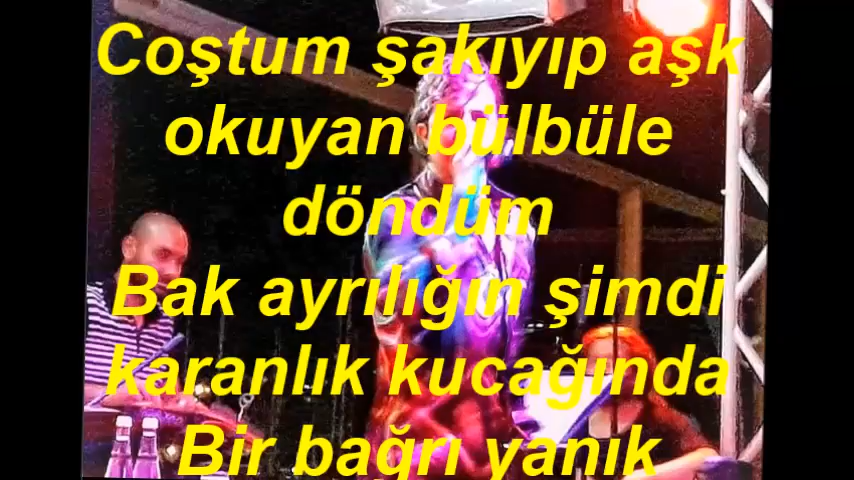 Coştum şakıyıp aşk
okuyan bülbüle
döndüm
Bak ayrılığın şimdi
karanlık kucağında
Bir bağrı yanık